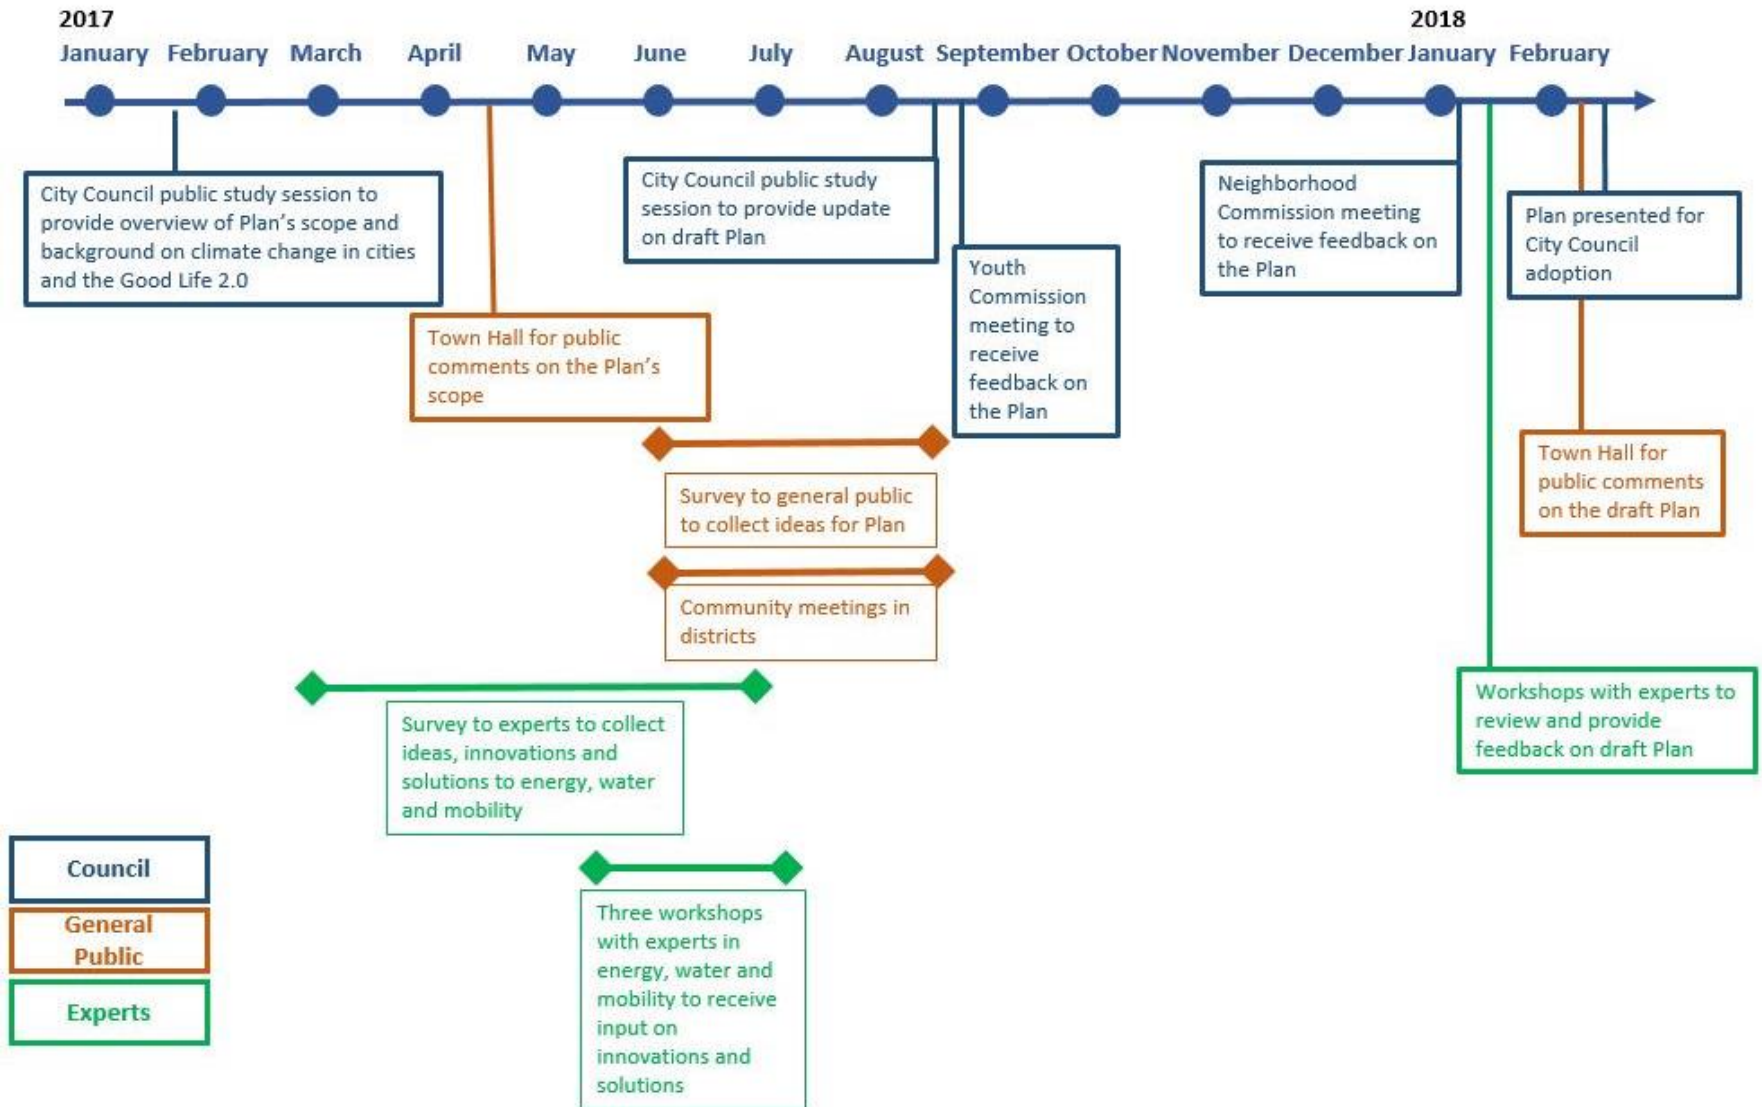 2017
2018
January February March April May June July August September October November December January February
City Council public study session to
provide overview of Plan's scope and
background on climate change in cities
and the Good Life 2.0
Town Hall for public
comments on the Plan's
scope
City Council public study
session to provide update
on draft Plan
Youth
Commission
meeting to
receive
feedback on
the Plan
Neighborhood
Commission meeting
to receive feedback on
the Plan
Plan presented for
City Council
adoption
Town Hall for
public comments
on the draft Plan
Survey to general public
to collect ideas for Plan
Community meetings in
districts
Survey to experts to collect
ideas, innovations and
solutions to energy, water
and mobility
Workshops with experts to
review and provide
feedback on draft Plan
Three workshops
with experts in
energy, water and
mobility to receive
input on
innovations and
solutions
Council
General
Public
Experts